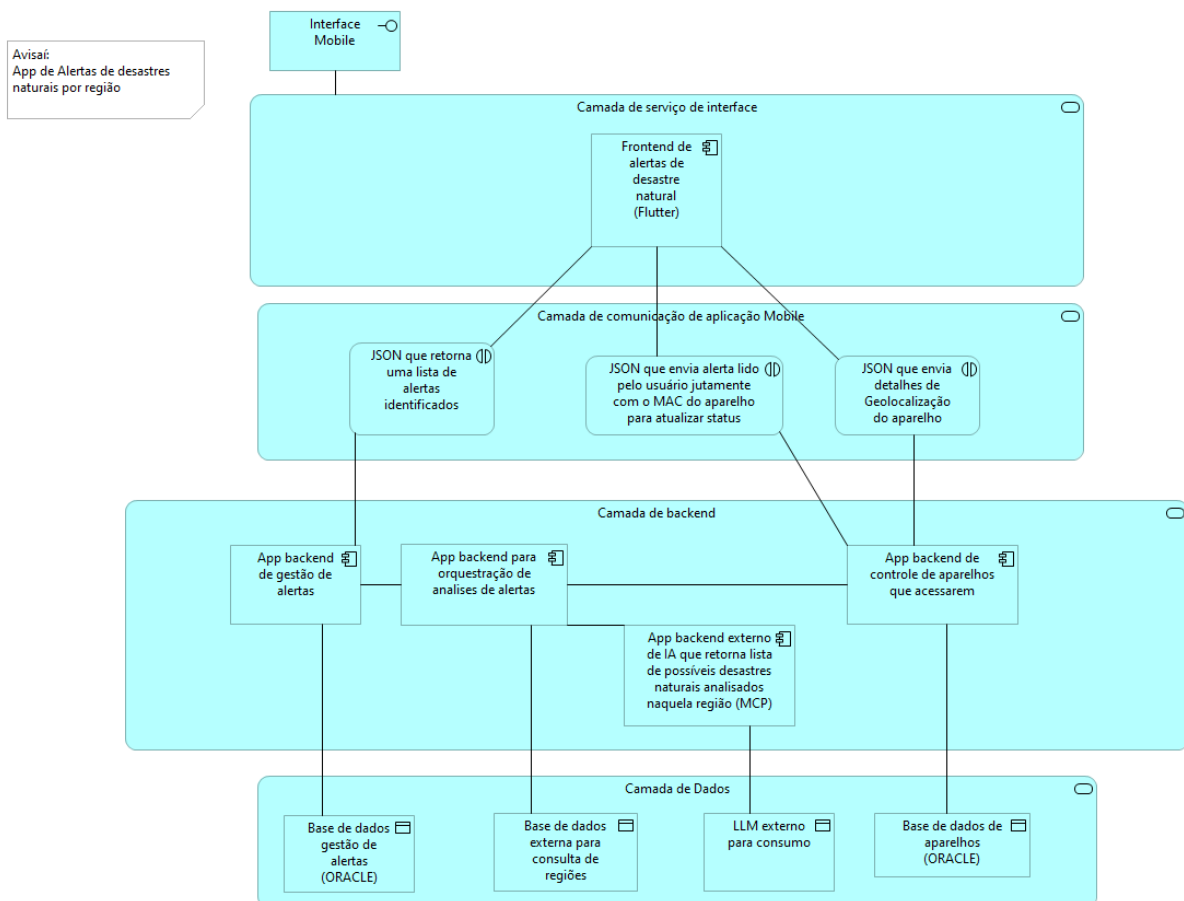 Interface
Mobile
Avisaí:
App de Alertas de desastres
naturais por região
Camada de serviço de interface
Frontend de
alertas de
desastre
natural
(Flutter)
Camada de comunicação de aplicação Mobile
JSON que retorna
uma lista de
alertas
identificados
JSON que envia alerta lido
pelo usuário jutamente
com o MAC do aparelho
para atualizar status
JSON que envia
detalhes de
Geolocalização
do aparelho
Camada de backend
App backend
de gestão de
alertas
App backend para
orquestração de
analises de alertas
App backend de
controle de aparelhos
que acessarem
App backend externo
de IA que retorna lista
de possíveis desastres
naturais analisados
naquela região (MCP)
Camada de Dados
Base de dados
gestão de
alertas
(ORACLE)
Base de dados
externa para
consulta de
regiões
LLM externo
para consumo
Base de dados de
aparelhos
(ORACLE)